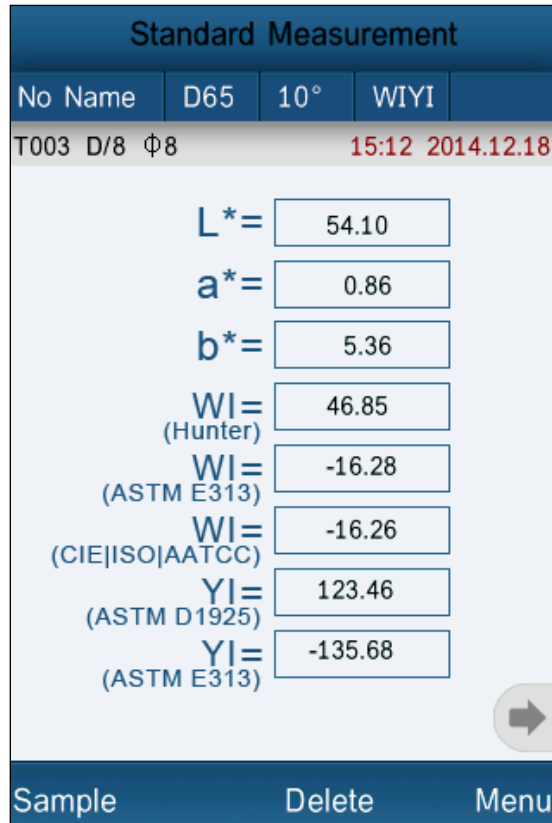 Standard Measurement
No Name D65 10° WIYI
T003 D/8 Φ8 15:12 2014.12.18
L*= 54.10
a*= 0.86
b*= 5.36
WI= 46.85
(Hunter)
WI= -16.28
(ASTM E313)
WI= -16.26
(CIE|ISO|AATCC)
YI= 123.46
(ASTM D1925)
YI= -135.68
(ASTM E313)
Sample Delete Menu